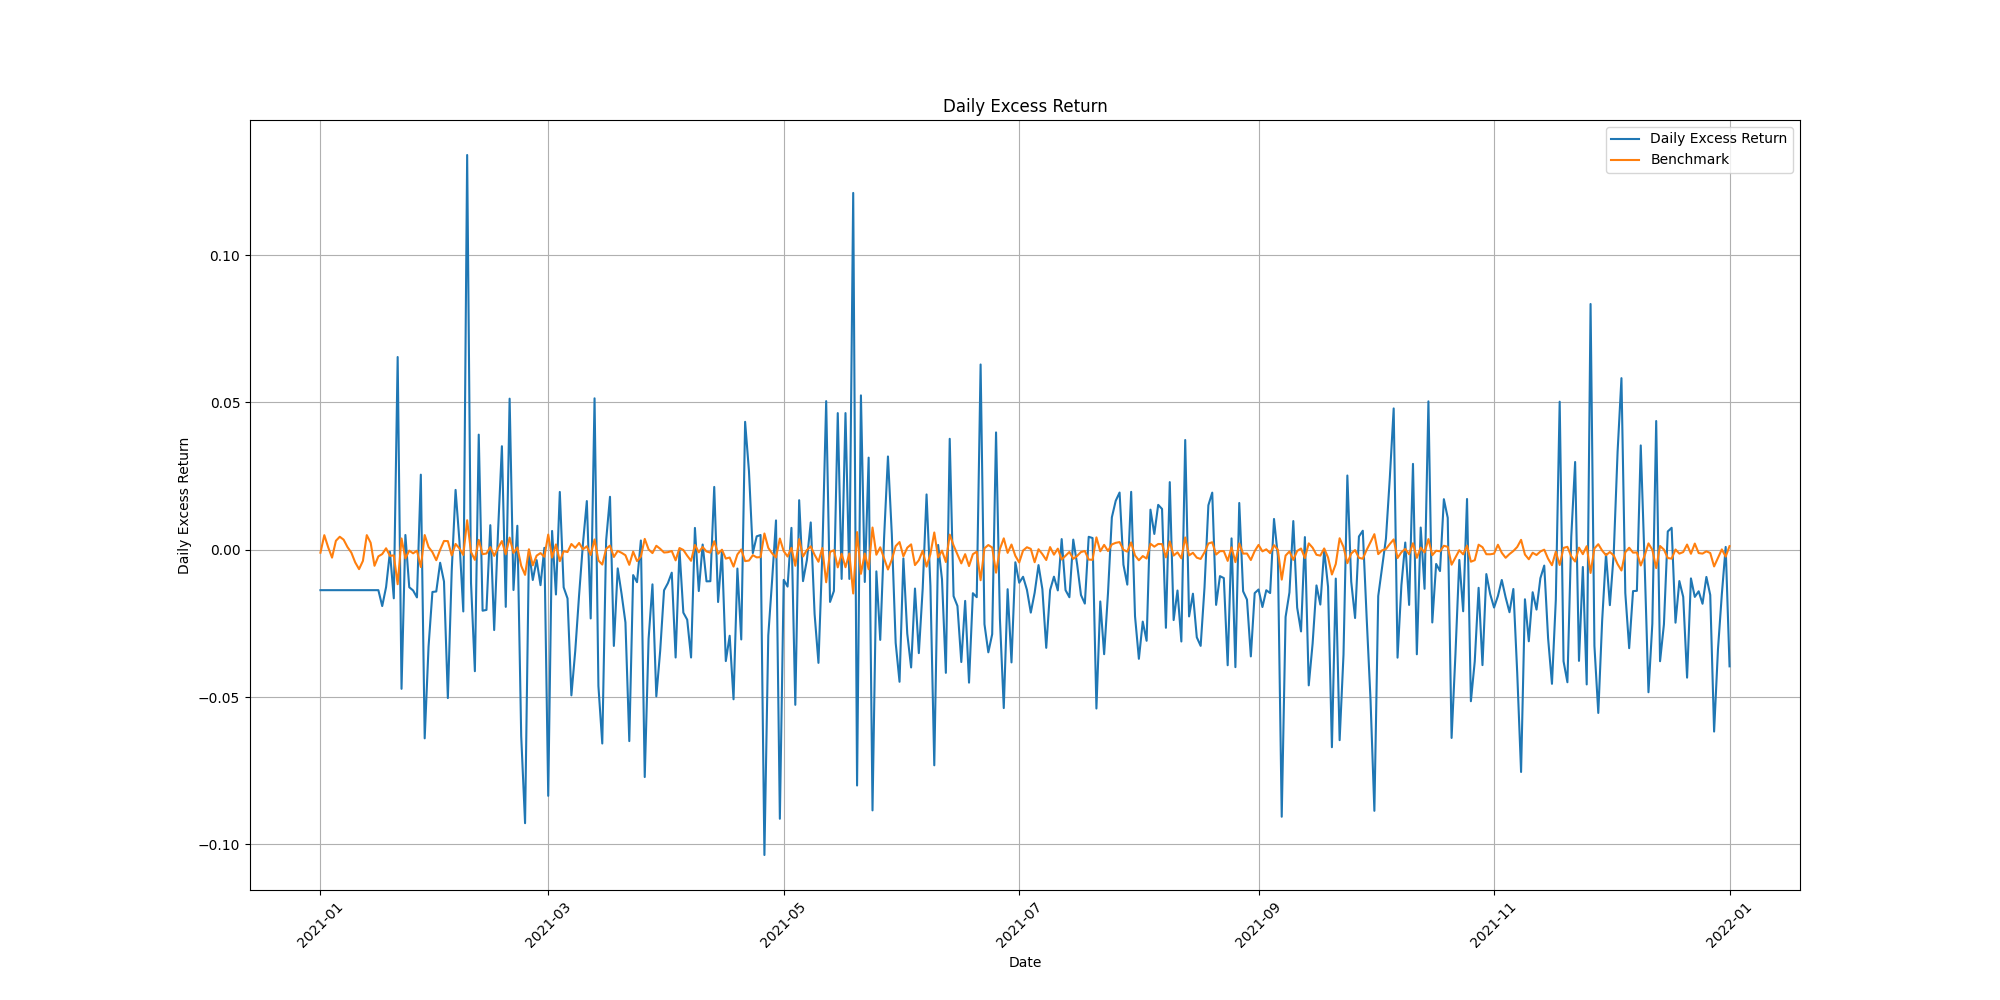 Daily Excess Return
Daily Excess Return
Benchmark
Daily Excess Return
0.10
0.05
0.00
−0.05
−0.10
2021-01
2021-03
2021-05
2021-07
2021-09
2021-11
2022-01
Date